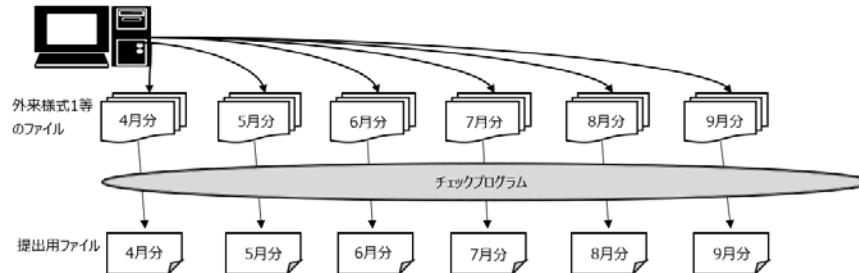 外来様式1等
のファイル
4月分
5月分
6月分
7月分
8月分
9月分
チェックプログラム
提出用ファイル
4月分
5月分
6月分
7月分
8月分
9月分